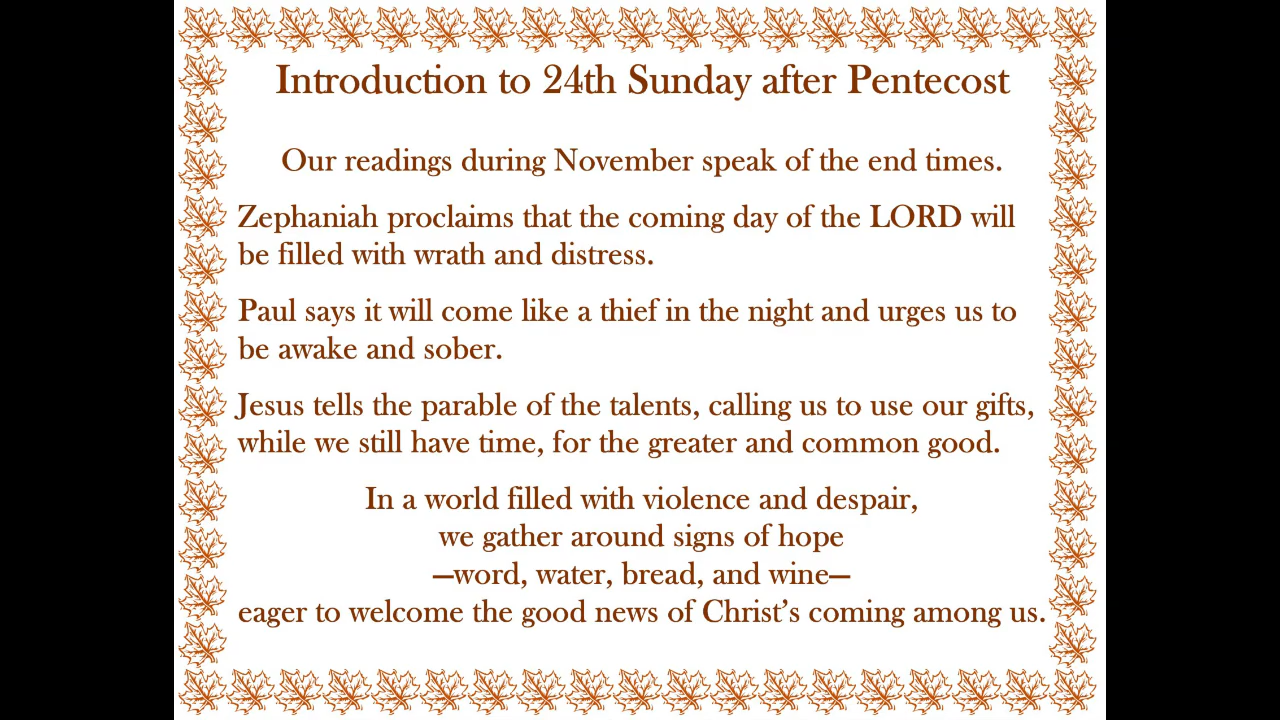 Introduction to 24th Sunday after Pentecost
Our readings during November speak of the end times.
Zephaniah proclaims that the coming day of the LORD will
be filled with wrath and distress.
Paul says it will come like a thief in the night and urges us to
be awake and sober.
Jesus tells the parable of the talents, calling us to use our gifts,
while we still have time, for the greater and common good.
In a world filled with violence and despair,
we gather around signs of hope
—word, water, bread, and wine—
eager to welcome the good news of Christ’s coming among us.